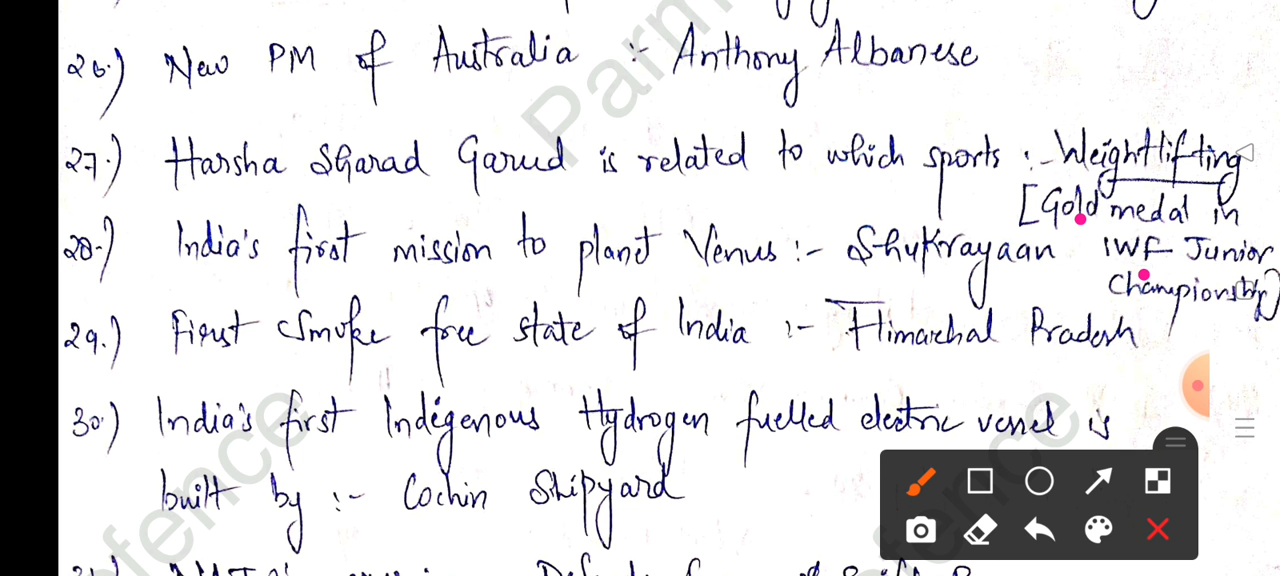 26.) New PM of Australia :- Anthony Albanese
27.) Harsha Sharad Garud is related to which sports :- Weightlifting
[Gold medal in
28.) India's first mission to planet Venus :- Shukrayaan IWF Junior
Championship]
29.) First Smoke free state of India :- Himachal Pradesh
30.) India's first Indigenous Hydrogen fuelled electric vessel is
built by :- Cochin Shipyard